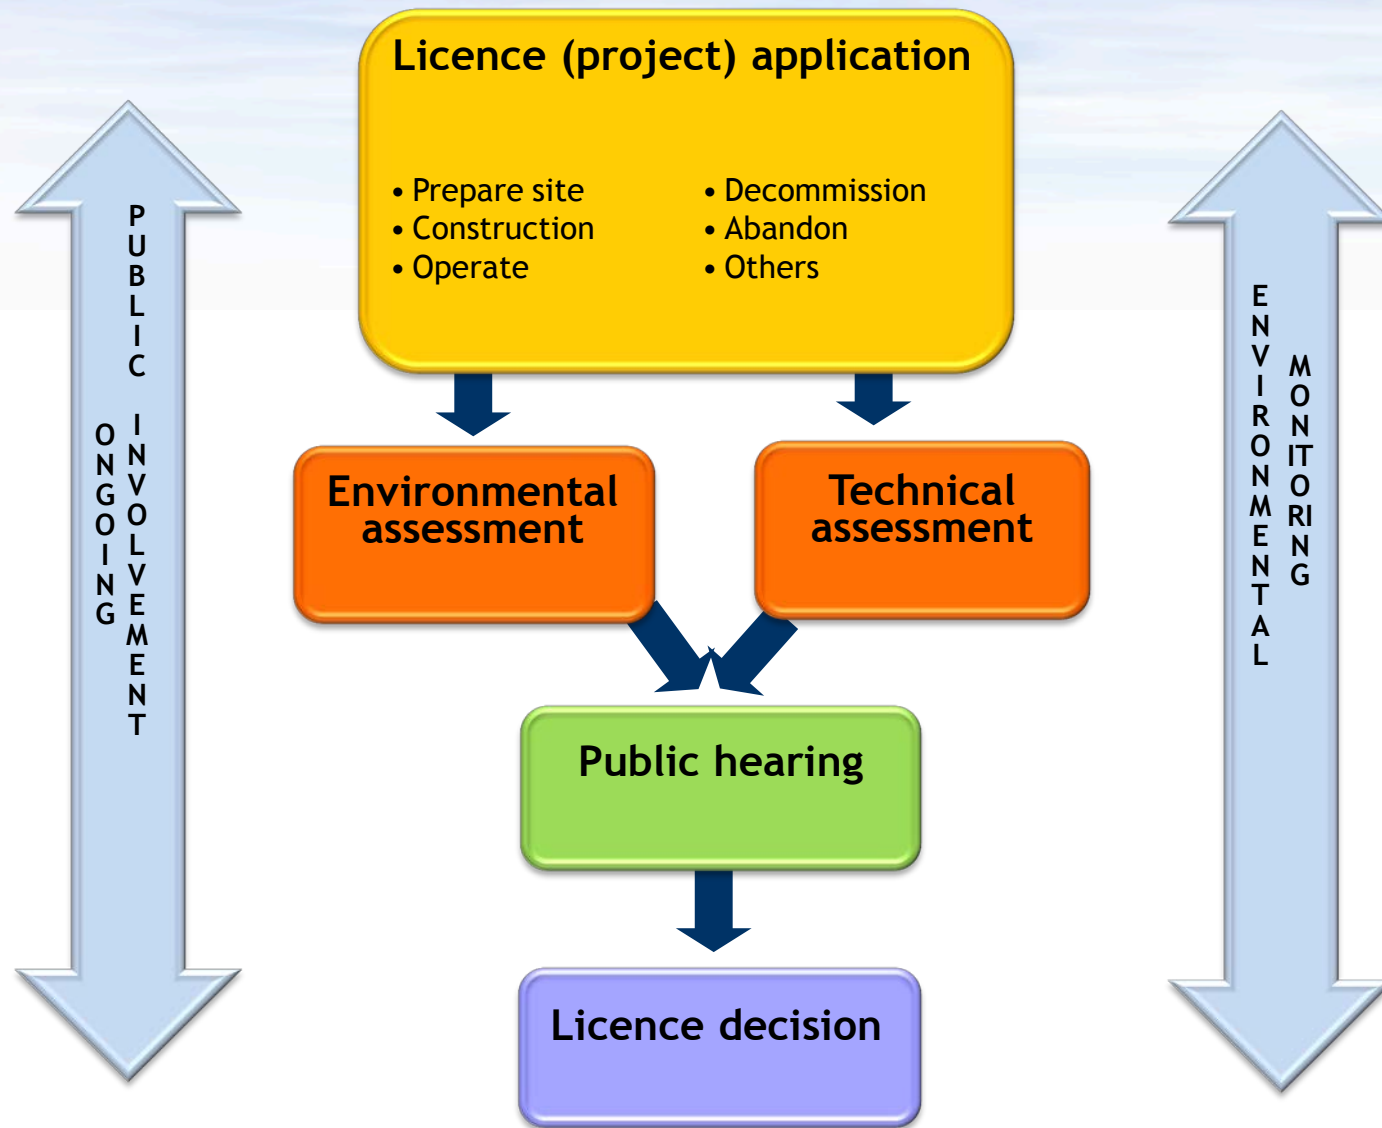 Licence (project) application
• Prepare site
• Construction
• Operate
• Decommission
• Abandon
• Others
ONGOING
PUBLIC INVOLVEMENT
Environmental
assessment
Technical
assessment
ENVIRONMENTAL
MONITORING
Public hearing
Licence decision